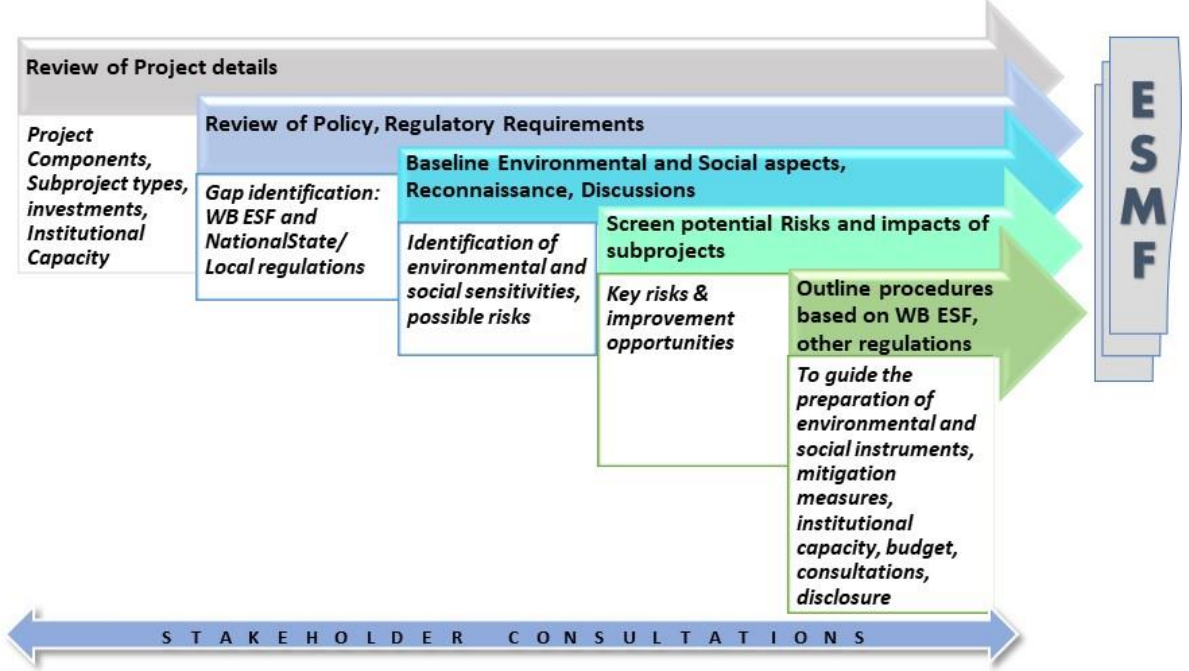 Review of Project details
Project
Components,
Subproject types,
investments,
Institutional
Capacity
Review of Policy, Regulatory Requirements
Gap identification:
WB ESF and
NationalState/
Local regulations
Baseline Environmental and Social aspects,
Reconnaissance, Discussions
Identification of
environmental and
social sensitivities,
possible risks
Screen potential Risks and impacts of
subprojects
Key risks &
improvement
opportunities
Outline procedures
based on WB ESF,
other regulations
To guide the
preparation of
environmental and
social instruments,
mitigation
measures,
institutional
capacity, budget,
consultations,
disclosure
E
S
M
F
STAKEHOLDER CONSULTATIONS